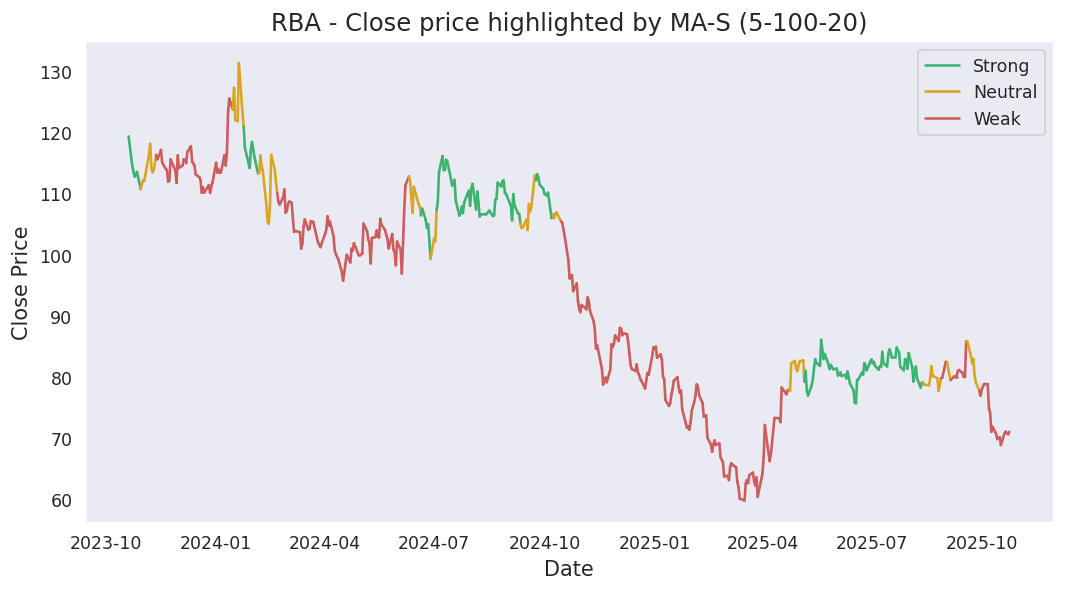 RBA - Close price highlighted by MA-S (5-100-20)
Strong
Neutral
Weak
Close Price
130
120
110
100
90
80
70
60
2023-10 2024-01 2024-04 2024-07 2024-10 2025-01 2025-04 2025-07 2025-10
Date